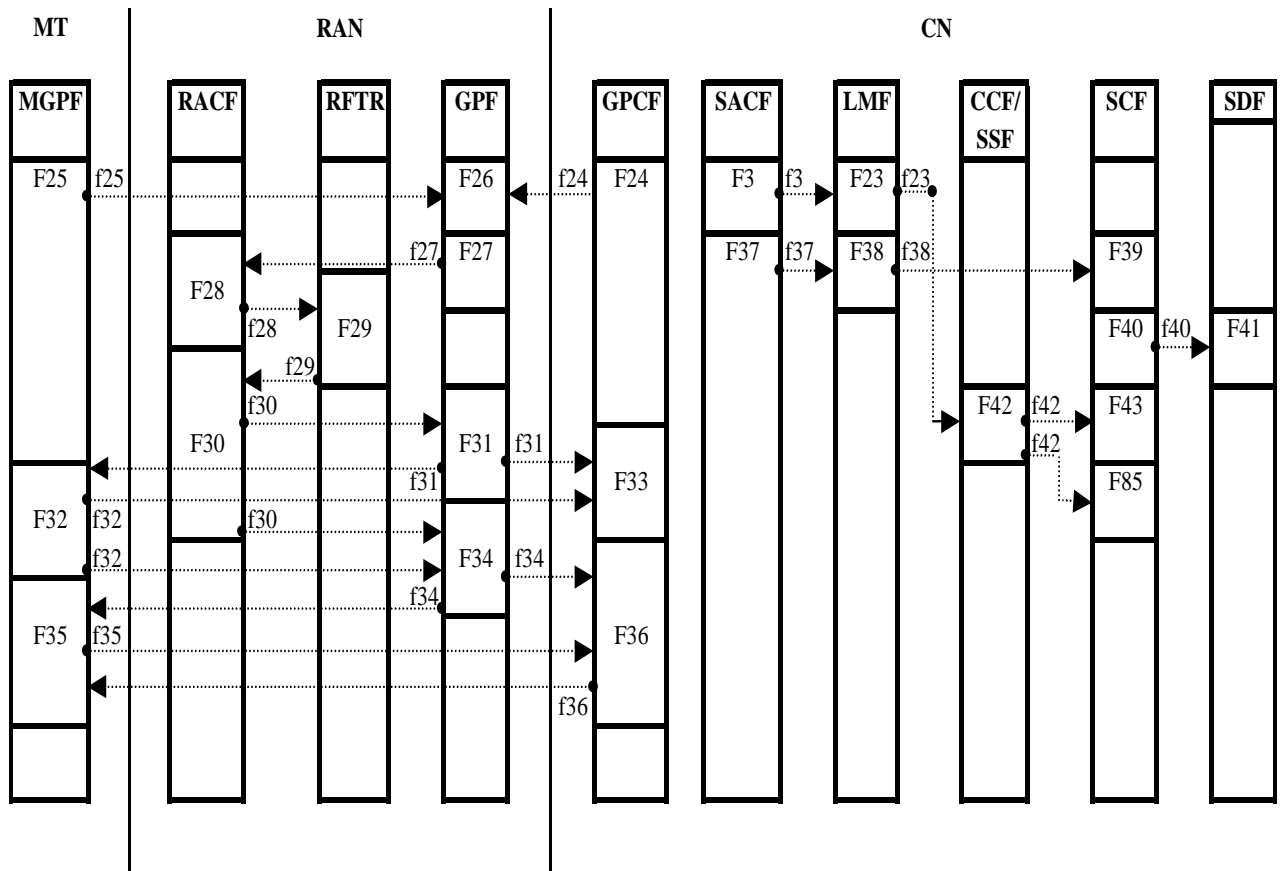 MT RAN CN
MGPF RACF RFTR GPF GPCF SACF LMF CCF/ SCF SDF
SSF
F25 f25 F26 f24 F24 F3 f3 F23 f23
f27 F27 F37 f37 F38 f38 F39
F28
f28 F29 F40 f40 F41
f29
f30 F42 f42 F43
F30 F31 f31 f42
f31 F33 F85
F32 f32 f30
f32 F34 f34
f34
F35 f35 F36
f36